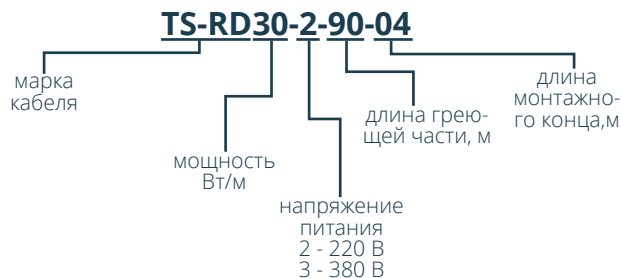 TS-RD30-2-90-04
марка
кабеля
мощность
Вт/м
напряжение
питания
2 - 220 В
3 - 380 В
длина грею-
щей части, м
длина
монтажно-
го конца,м